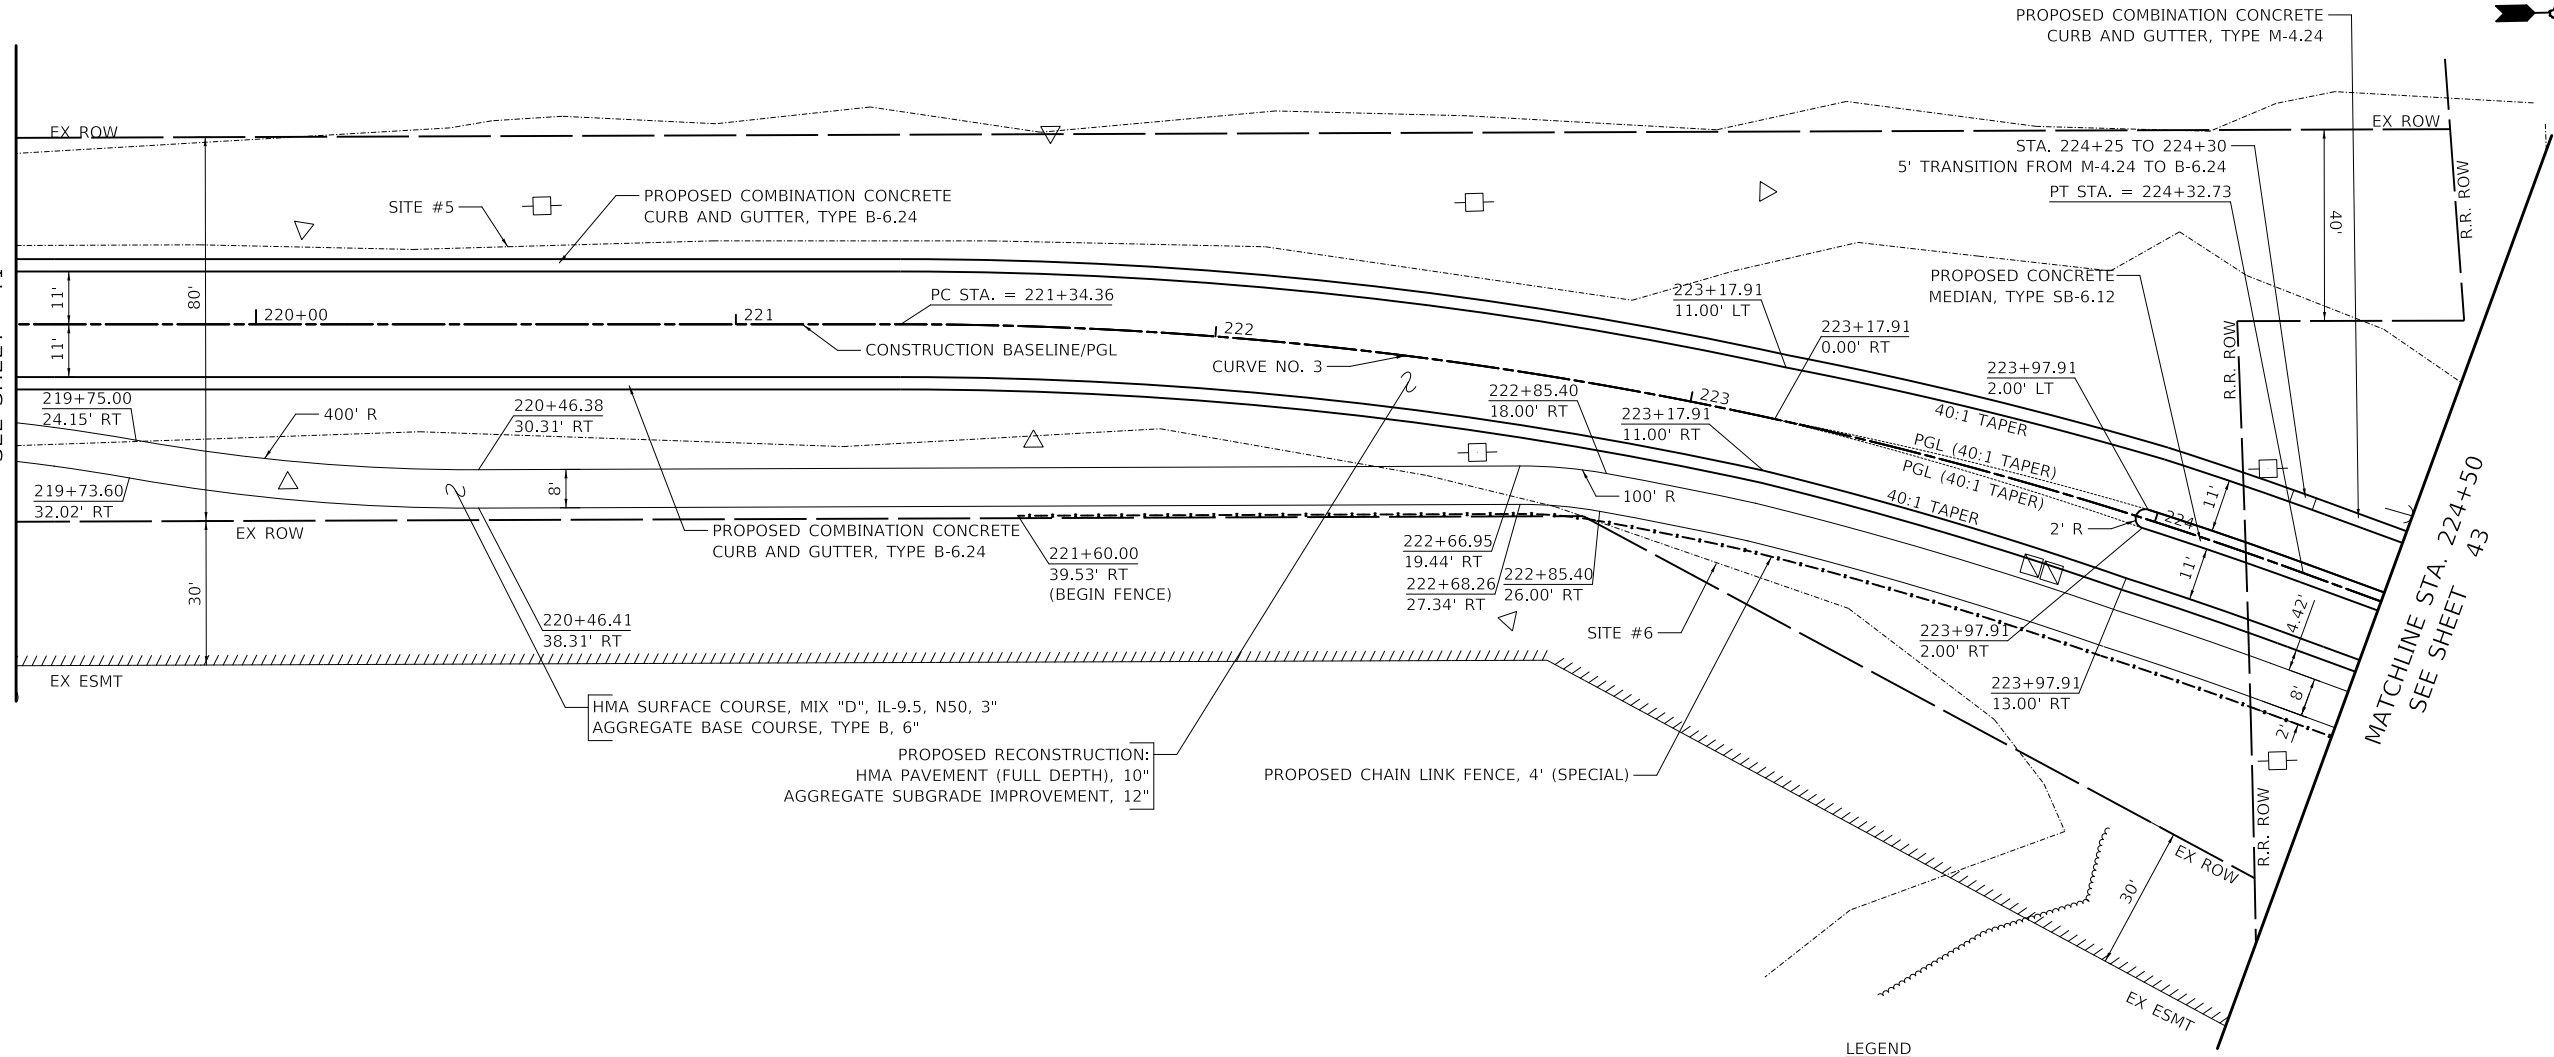 PROPOSED COMBINATION CONCRETE
CURB AND GUTTER, TYPE M-4.24
EX ROW
EX ROW
STA. 224+25 TO 224+30
5' TRANSITION FROM M-4.24 TO B-6.24
PT STA. = 224+32.73
R.R. ROW
40'
SITE #5
PROPOSED COMBINATION CONCRETE
CURB AND GUTTER, TYPE B-6.24
PROPOSED CONCRETE
MEDIAN, TYPE SB-6.12
11'
80'
220+00
221
PC STA. = 221+34.36
222
223+17.91
11.00' LT
223+17.91
0.00' RT
R.R. ROW
11'
CONSTRUCTION BASELINE/PGL
CURVE NO. 3
223
223+97.91
2.00' LT
219+75.00
24.15' RT
400' R
220+46.38
30.31' RT
222+85.40
18.00' RT
223+17.91
11.00' RT
40:1 TAPER
PGL (40:1 TAPER)
PGL (40:1 TAPER)
40:1 TAPER
219+73.60
32.02' RT
8'
100' R
11'
224
2' R
11'
EX ROW
PROPOSED COMBINATION CONCRETE
CURB AND GUTTER, TYPE B-6.24
221+60.00
39.53' RT
(BEGIN FENCE)
222+66.95
19.44' RT
222+68.26
27.34' RT
222+85.40
26.00' RT
30'
220+46.41
38.31' RT
SITE #6
223+97.91
2.00' RT
4.42'
223+97.91
13.00' RT
8'
2'
MATCHLINE STA. 224+50
SEE SHEET 43
EX ESMT
HMA SURFACE COURSE, MIX "D", IL-9.5, N50, 3"
AGGREGATE BASE COURSE, TYPE B, 6"
PROPOSED RECONSTRUCTION:
HMA PAVEMENT (FULL DEPTH), 10"
AGGREGATE SUBGRADE IMPROVEMENT, 12"
PROPOSED CHAIN LINK FENCE, 4' (SPECIAL)
R.R. ROW
EX ROW
30'
EX ESMT
LEGEND